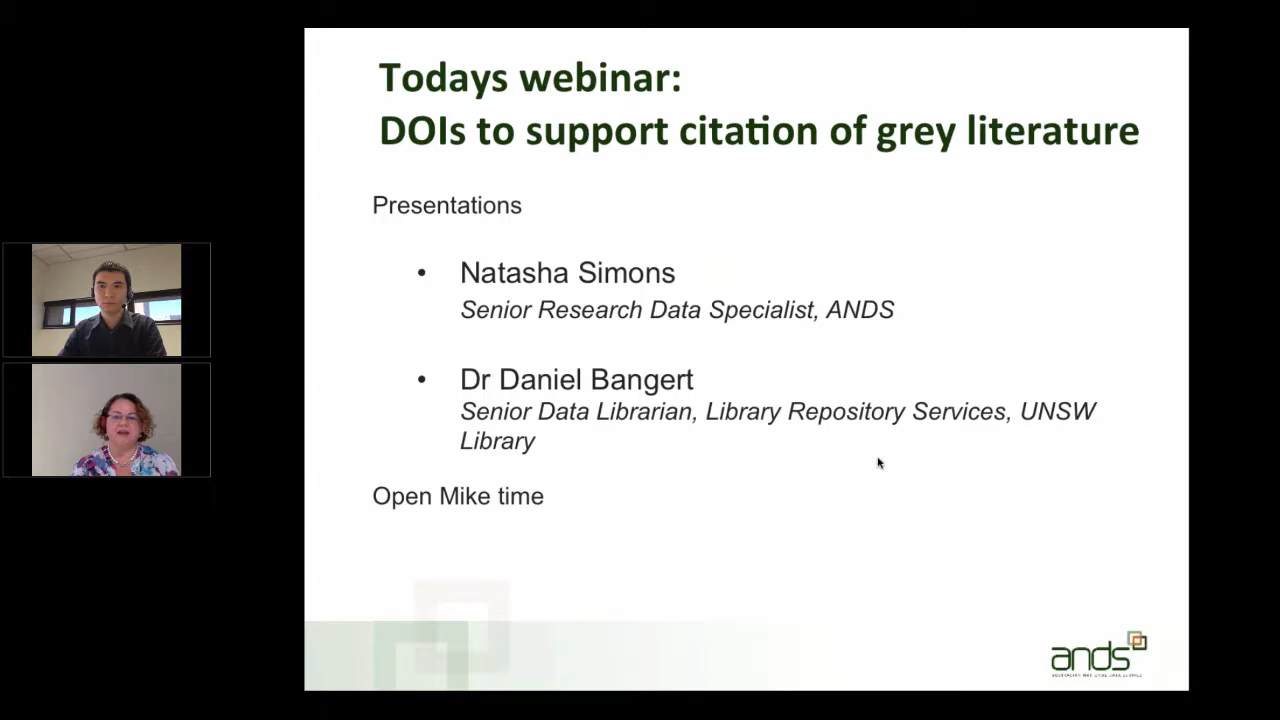 Todays webinar:
DOIs to support citation of grey literature
Presentations
• Natasha Simons
Senior Research Data Specialist, ANDS
• Dr Daniel Bangert
Senior Data Librarian, Library Repository Services, UNSW
Library
Open Mike time
ands